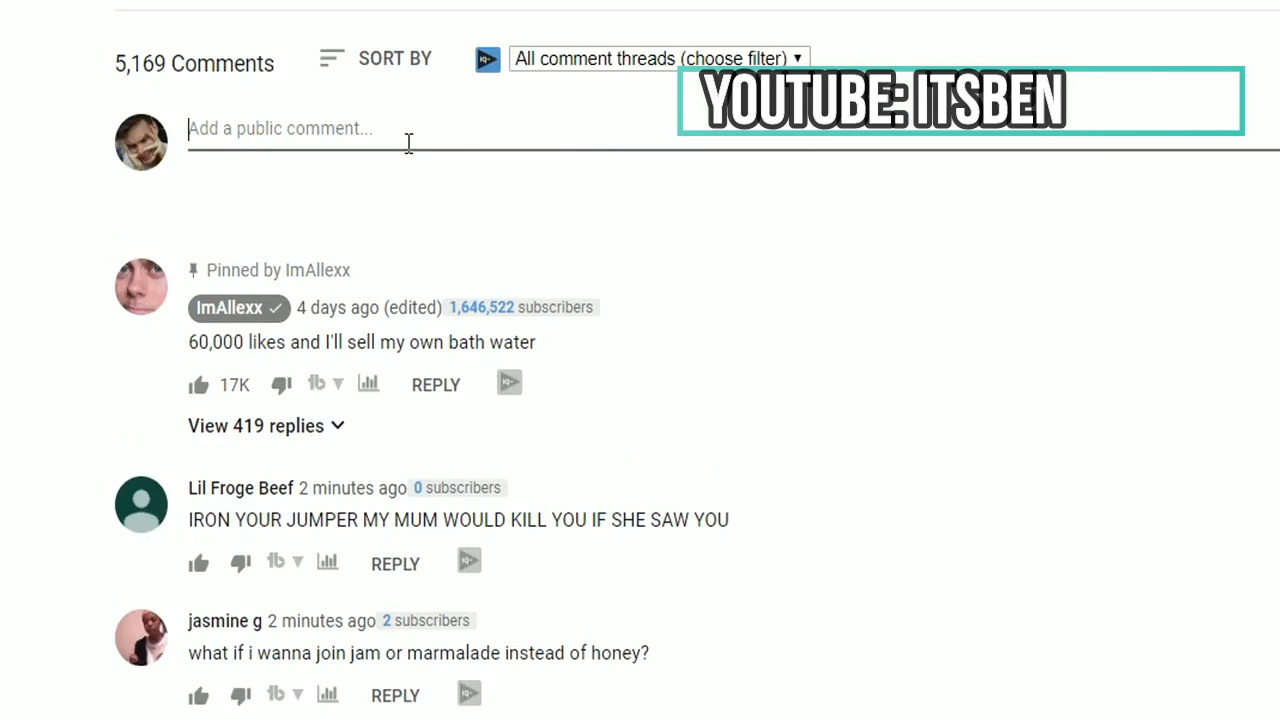 5,169 Comments
SORT BY
All comment threads (choose filter)
YOUTUBE: ITSBEN
Add a public comment...
Pinned by ImAllexx
ImAllexx 4 days ago (edited) 1,646,522 subscribers
60,000 likes and I'll sell my own bath water
17K
REPLY
View 419 replies
Lil Froge Beef 2 minutes ago 0 subscribers
IRON YOUR JUMPER MY MUM WOULD KILL YOU IF SHE SAW YOU
REPLY
jasmine g 2 minutes ago 2 subscribers
what if i wanna join jam or marmalade instead of honey?
REPLY